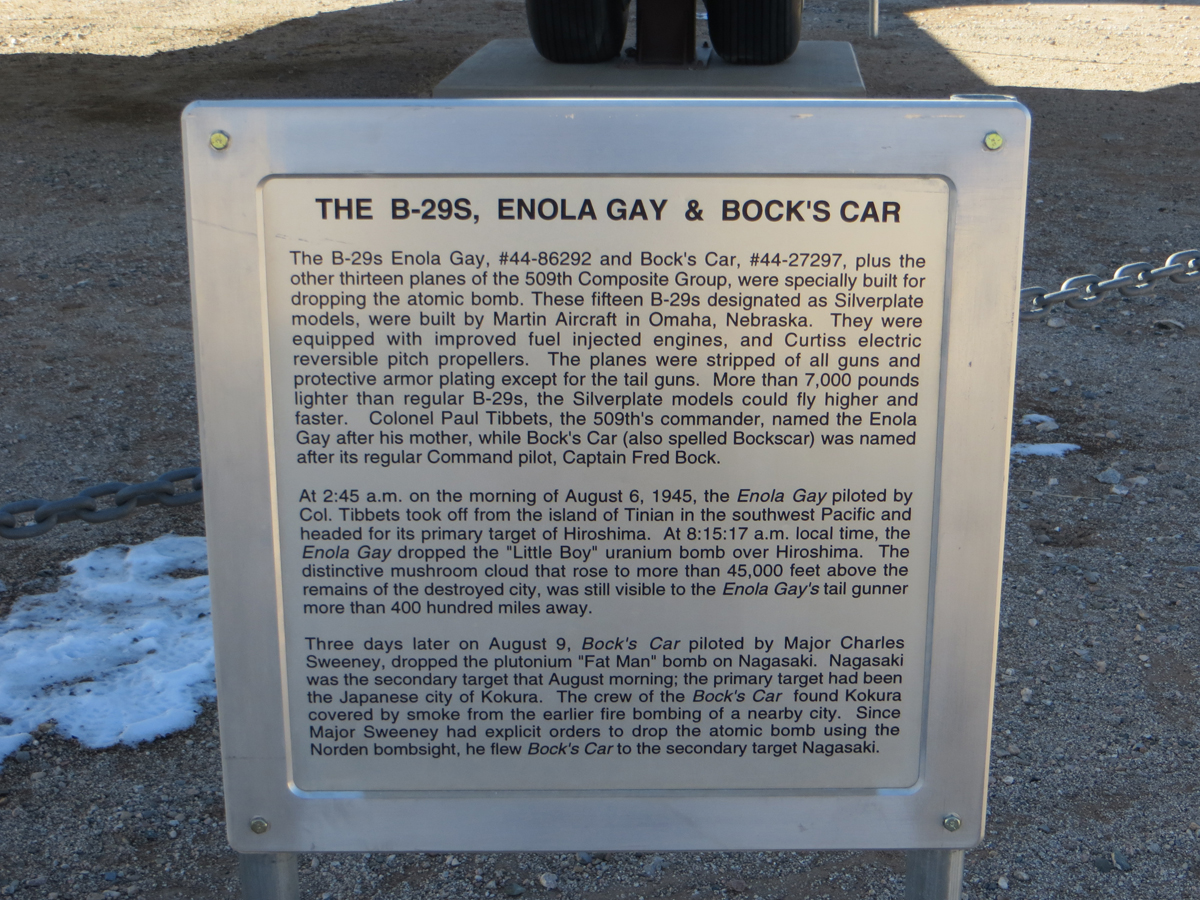 THE B-29S, ENOLA GAY & BOCK'S CAR
The B-29s Enola Gay, #44-86292 and Bock's Car, #44-27297, plus the
other thirteen planes of the 509th Composite Group, were specially built for
dropping the atomic bomb. These fifteen B-29s designated as Silverplate
models, were built by Martin Aircraft in Omaha, Nebraska. They were
equipped with improved fuel injected engines, and Curtiss electric
reversible pitch propellers. The planes were stripped of all guns and
protective armor plating except for the tail guns. More than 7,000 pounds
lighter than regular B-29s, the Silverplate models could fly higher and
faster. Colonel Paul Tibbets, the 509th's commander, named the Enola
Gay after his mother, while Bock's Car (also spelled Bockscar) was named
after its regular Command pilot, Captain Fred Bock.
At 2:45 a.m. on the morning of August 6, 1945, the Enola Gay piloted by
Col. Tibbets took off from the island of Tinian in the southwest Pacific and
headed for its primary target of Hiroshima. At 8:15:17 a.m. local time, the
Enola Gay dropped the "Little Boy" uranium bomb over Hiroshima. The
distinctive mushroom cloud that rose to more than 45,000 feet above the
remains of the destroyed city, was still visible to the Enola Gay's tail gunner
more than 400 hundred miles away.
Three days later on August 9, Bock's Car piloted by Major Charles
Sweeney, dropped the plutonium "Fat Man" bomb on Nagasaki. Nagasaki
was the secondary target that August morning; the primary target had been
the Japanese city of Kokura. The crew of the Bock's Car found Kokura
covered by smoke from the earlier fire bombing of a nearby city. Since
Major Sweeney had explicit orders to drop the atomic bomb using the
Norden bombsight, he flew Bock's Car to the secondary target Nagasaki.